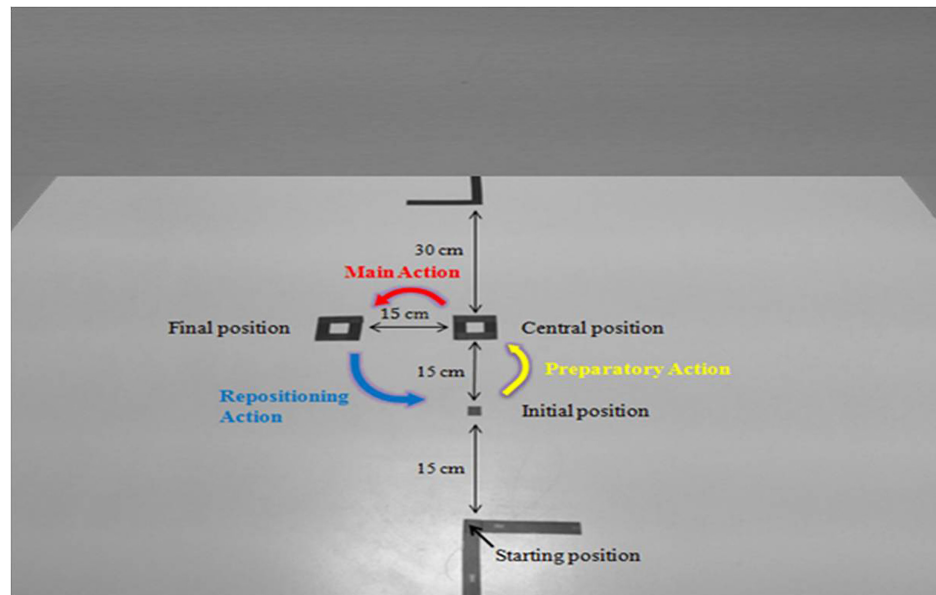 30 cm
Main Action
15 cm
Final position
Central position
15 cm
Preparatory Action
Repositioning
Action
Initial position
15 cm
Starting position